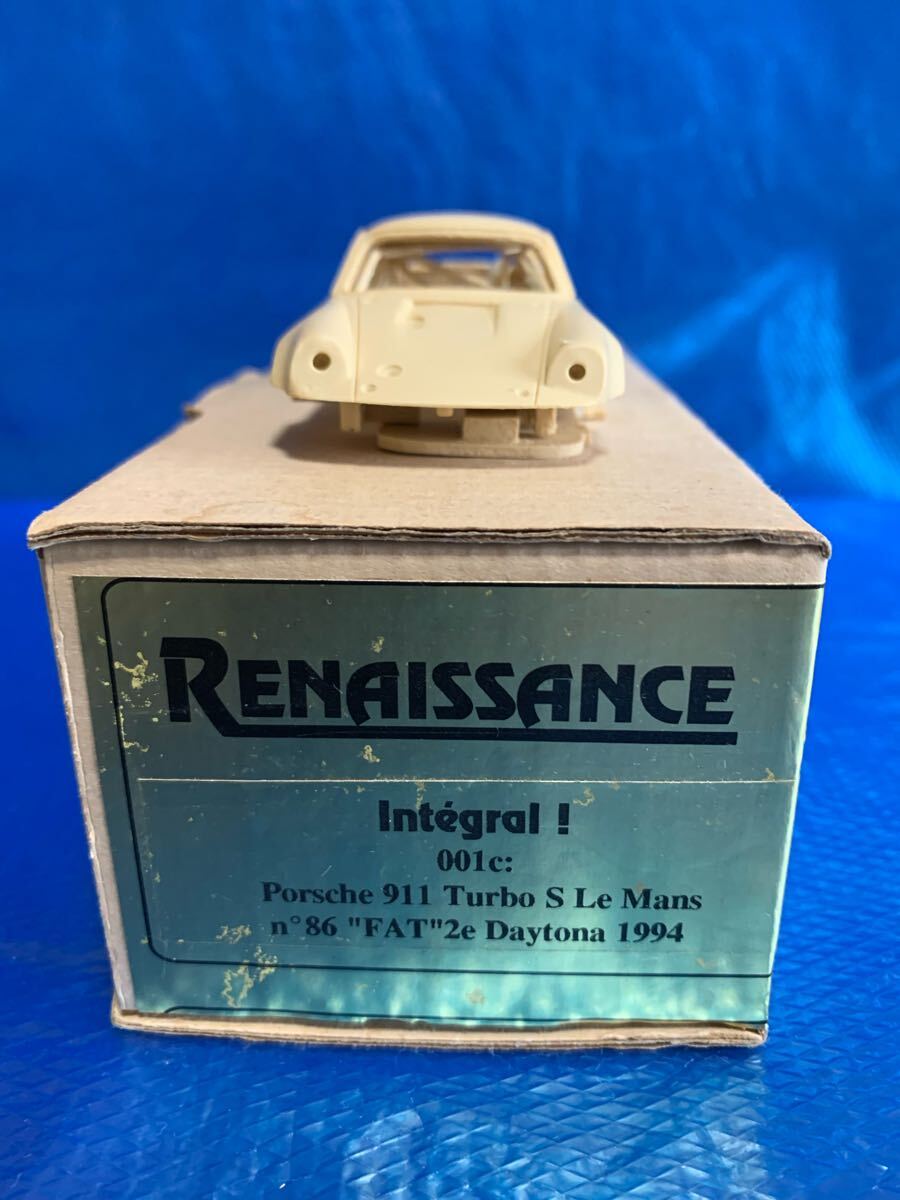 RENAISSANCE
Intégral !
001c:
Porsche 911 Turbo S Le Mans
n°86 "FAT"2e Daytona 1994